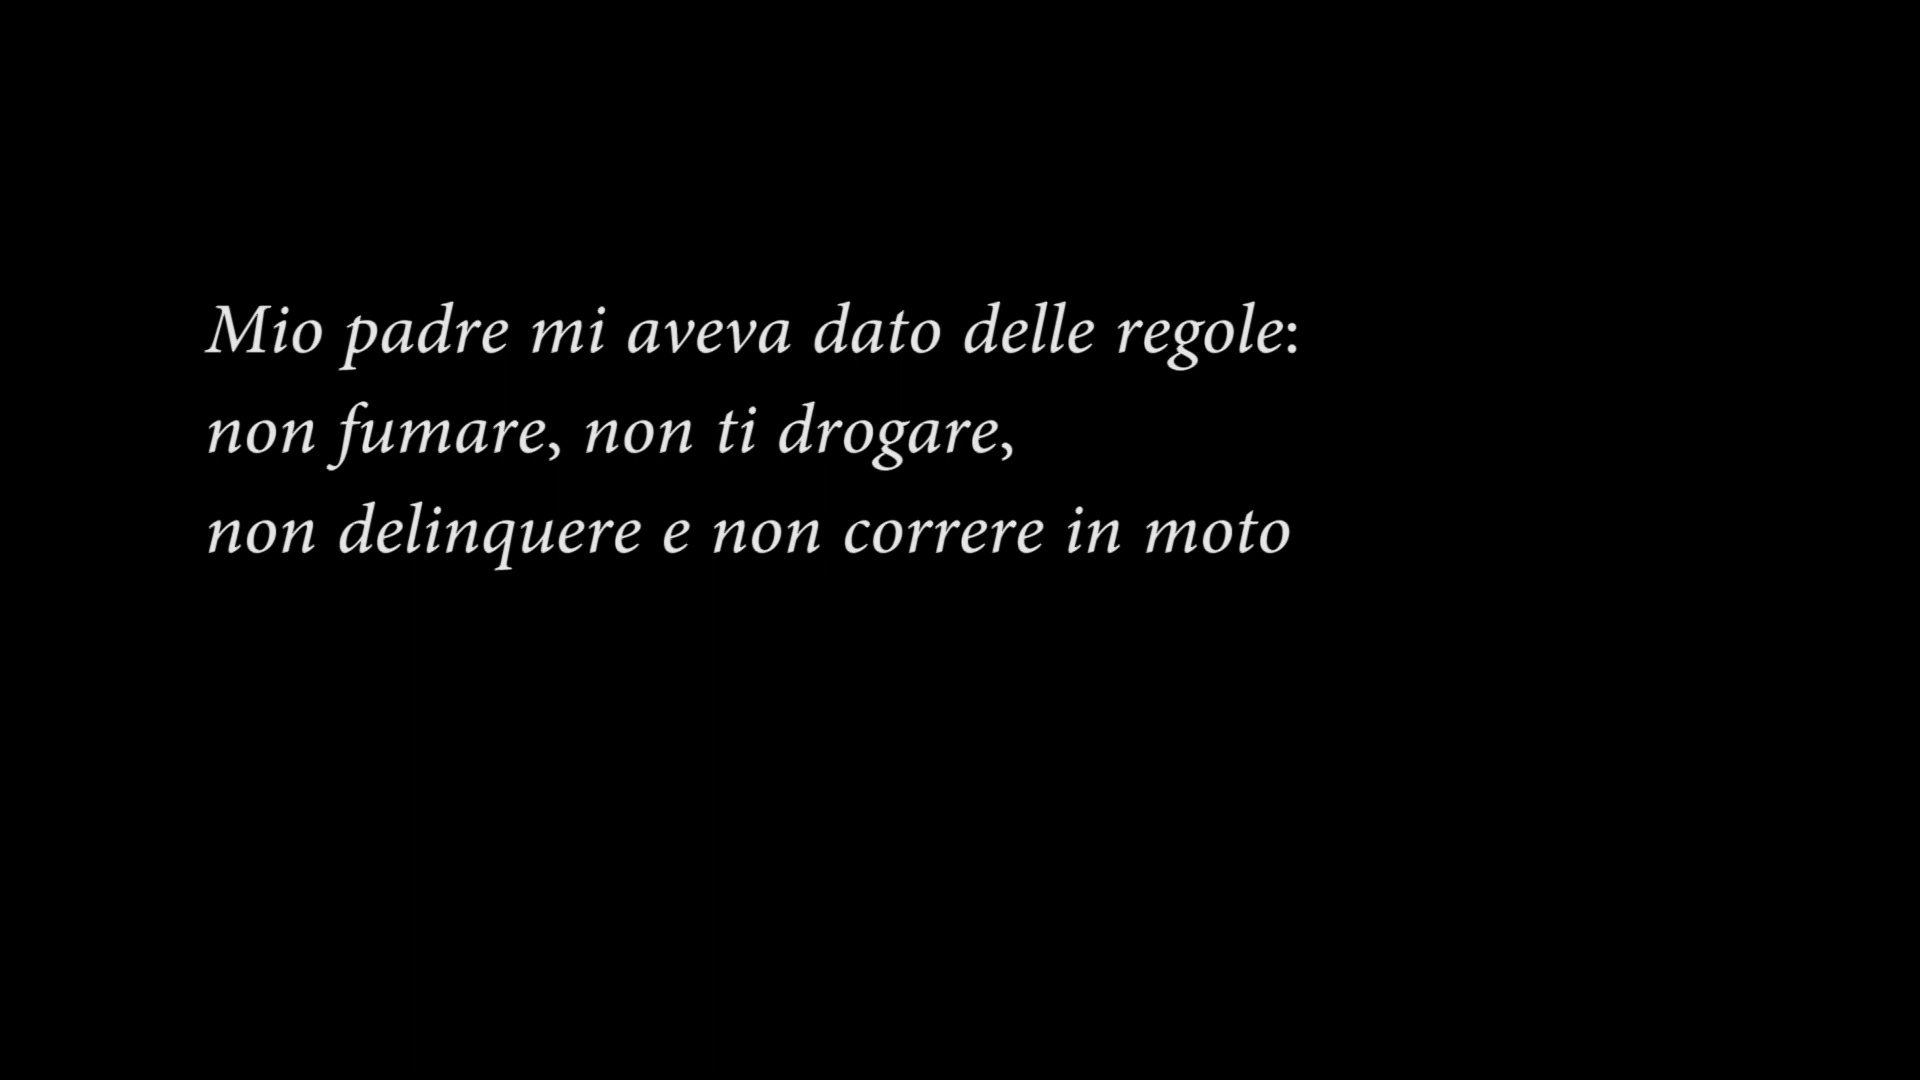 Mio padre mi aveva dato delle regole:
non fumare, non ti drogare,
non delinquere e non correre in moto